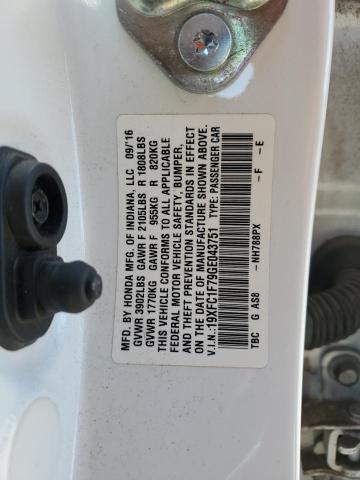 MFD. BY HONDA MFG. OF INDIANA, LLC 09/16
GVWR 3902LBS GAWR F 2105LBS R 1808LBS
GVWR 1770KG GAWR F 955KG R 820KG
THIS VEHICLE CONFORMS TO ALL APPLICABLE
FEDERAL MOTOR VEHICLE SAFETY, BUMPER,
AND THEFT PREVENTION STANDARDS IN EFFECT
ON THE DATE OF MANUFACTURE SHOWN ABOVE.
V.I.N.:19XFC1F79GE043751 TYPE: PASSENGER CAR
TBC G AS8 - NH788PX - F - E